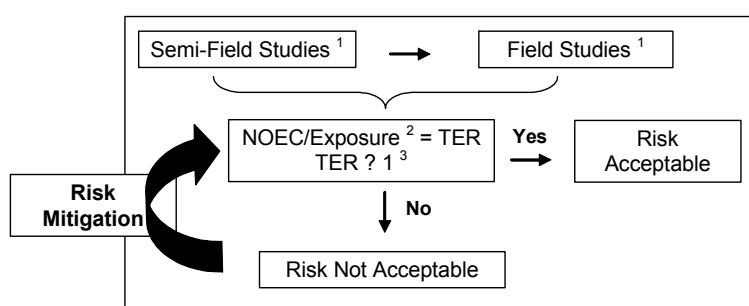 Semi-Field Studies 1
Field Studies 1
NOEC/Exposure 2 = TER
TER ? 1 3
Yes
Risk
Acceptable
Risk
Mitigation
No
Risk Not Acceptable